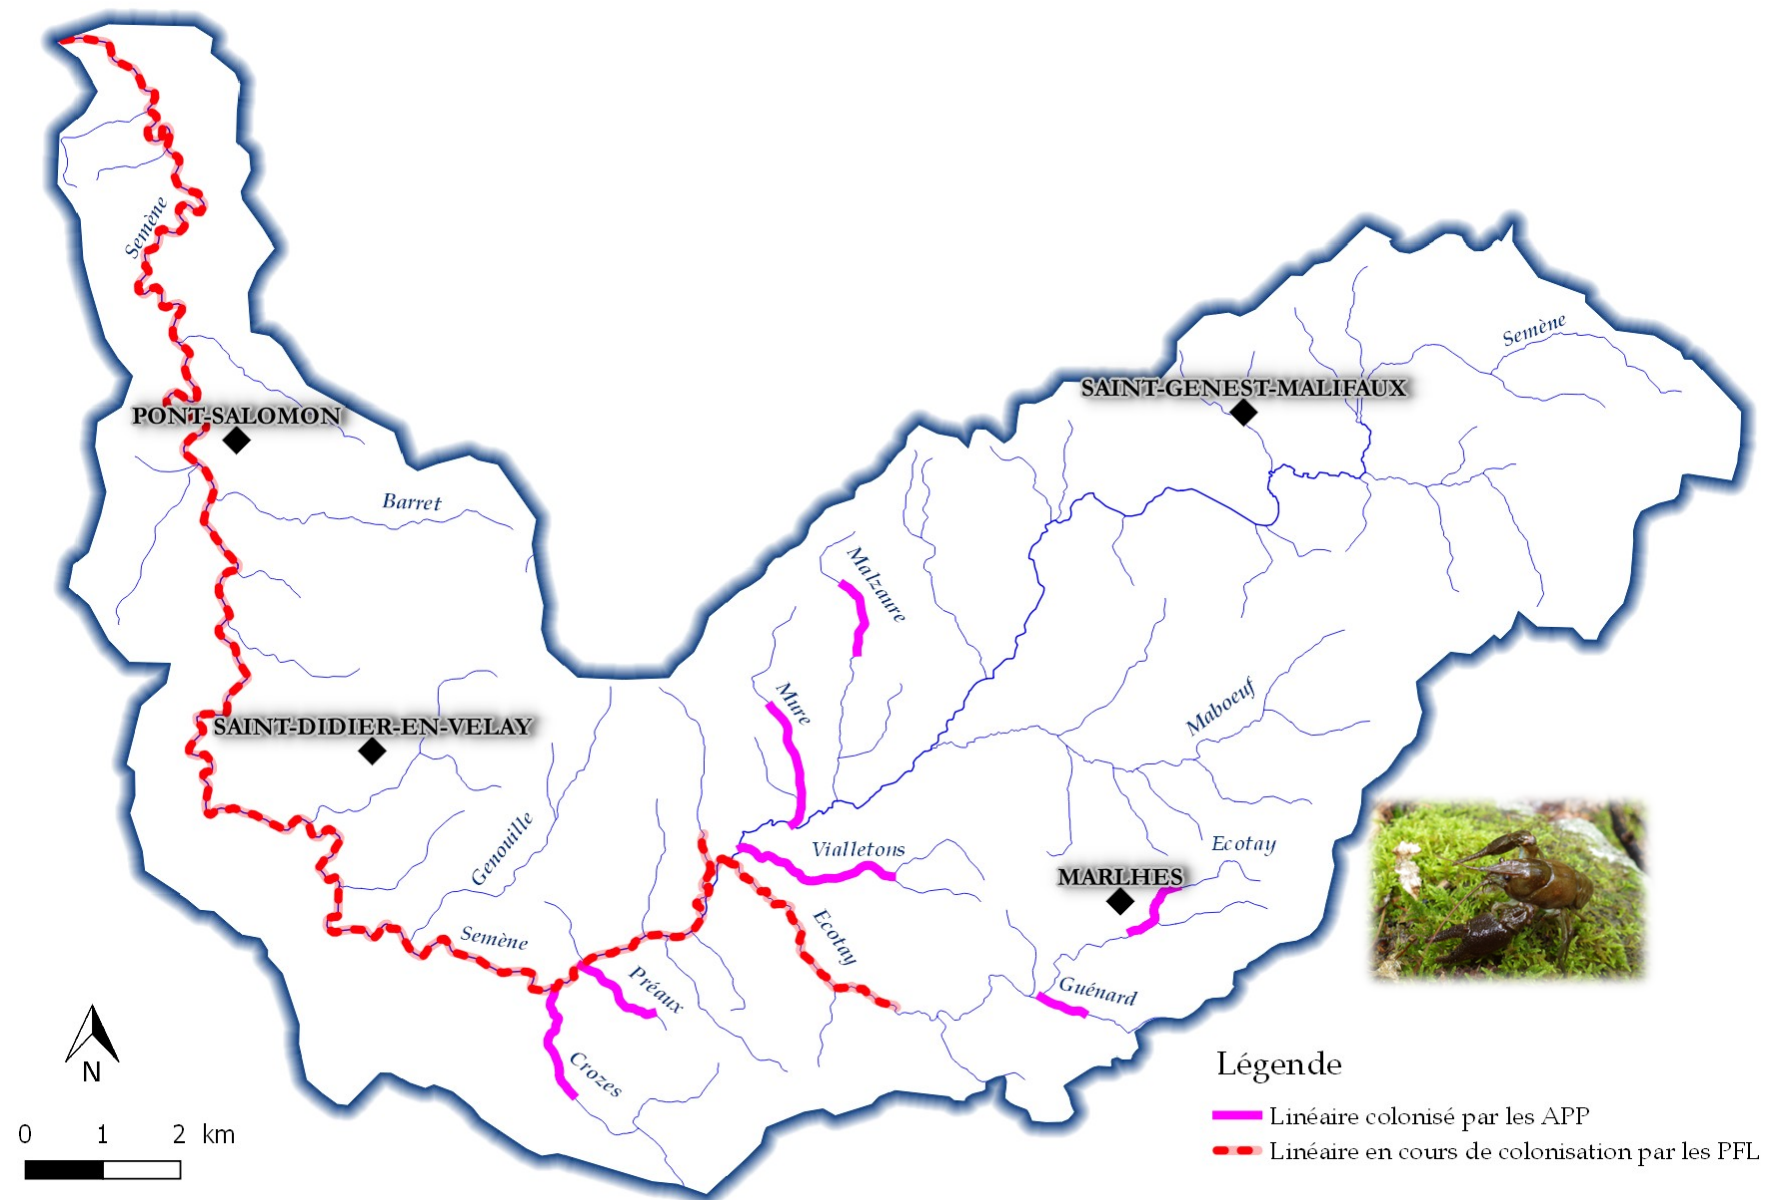 Semène
Semène
SAINT-GENEST-MALIFAUX
PONT-SALOMON
Barret
Malzaure
Mure
Maboeuf
SAINT-DIDIER-EN-VELAY
Genouille
Vialletons
Ecotay
MARLHES
Ecotay
Semène
Préaux
Guénard
Crozes
N
0 1 2 km
Légende
Linéaire colonisé par les APP
Linéaire en cours de colonisation par les PFL